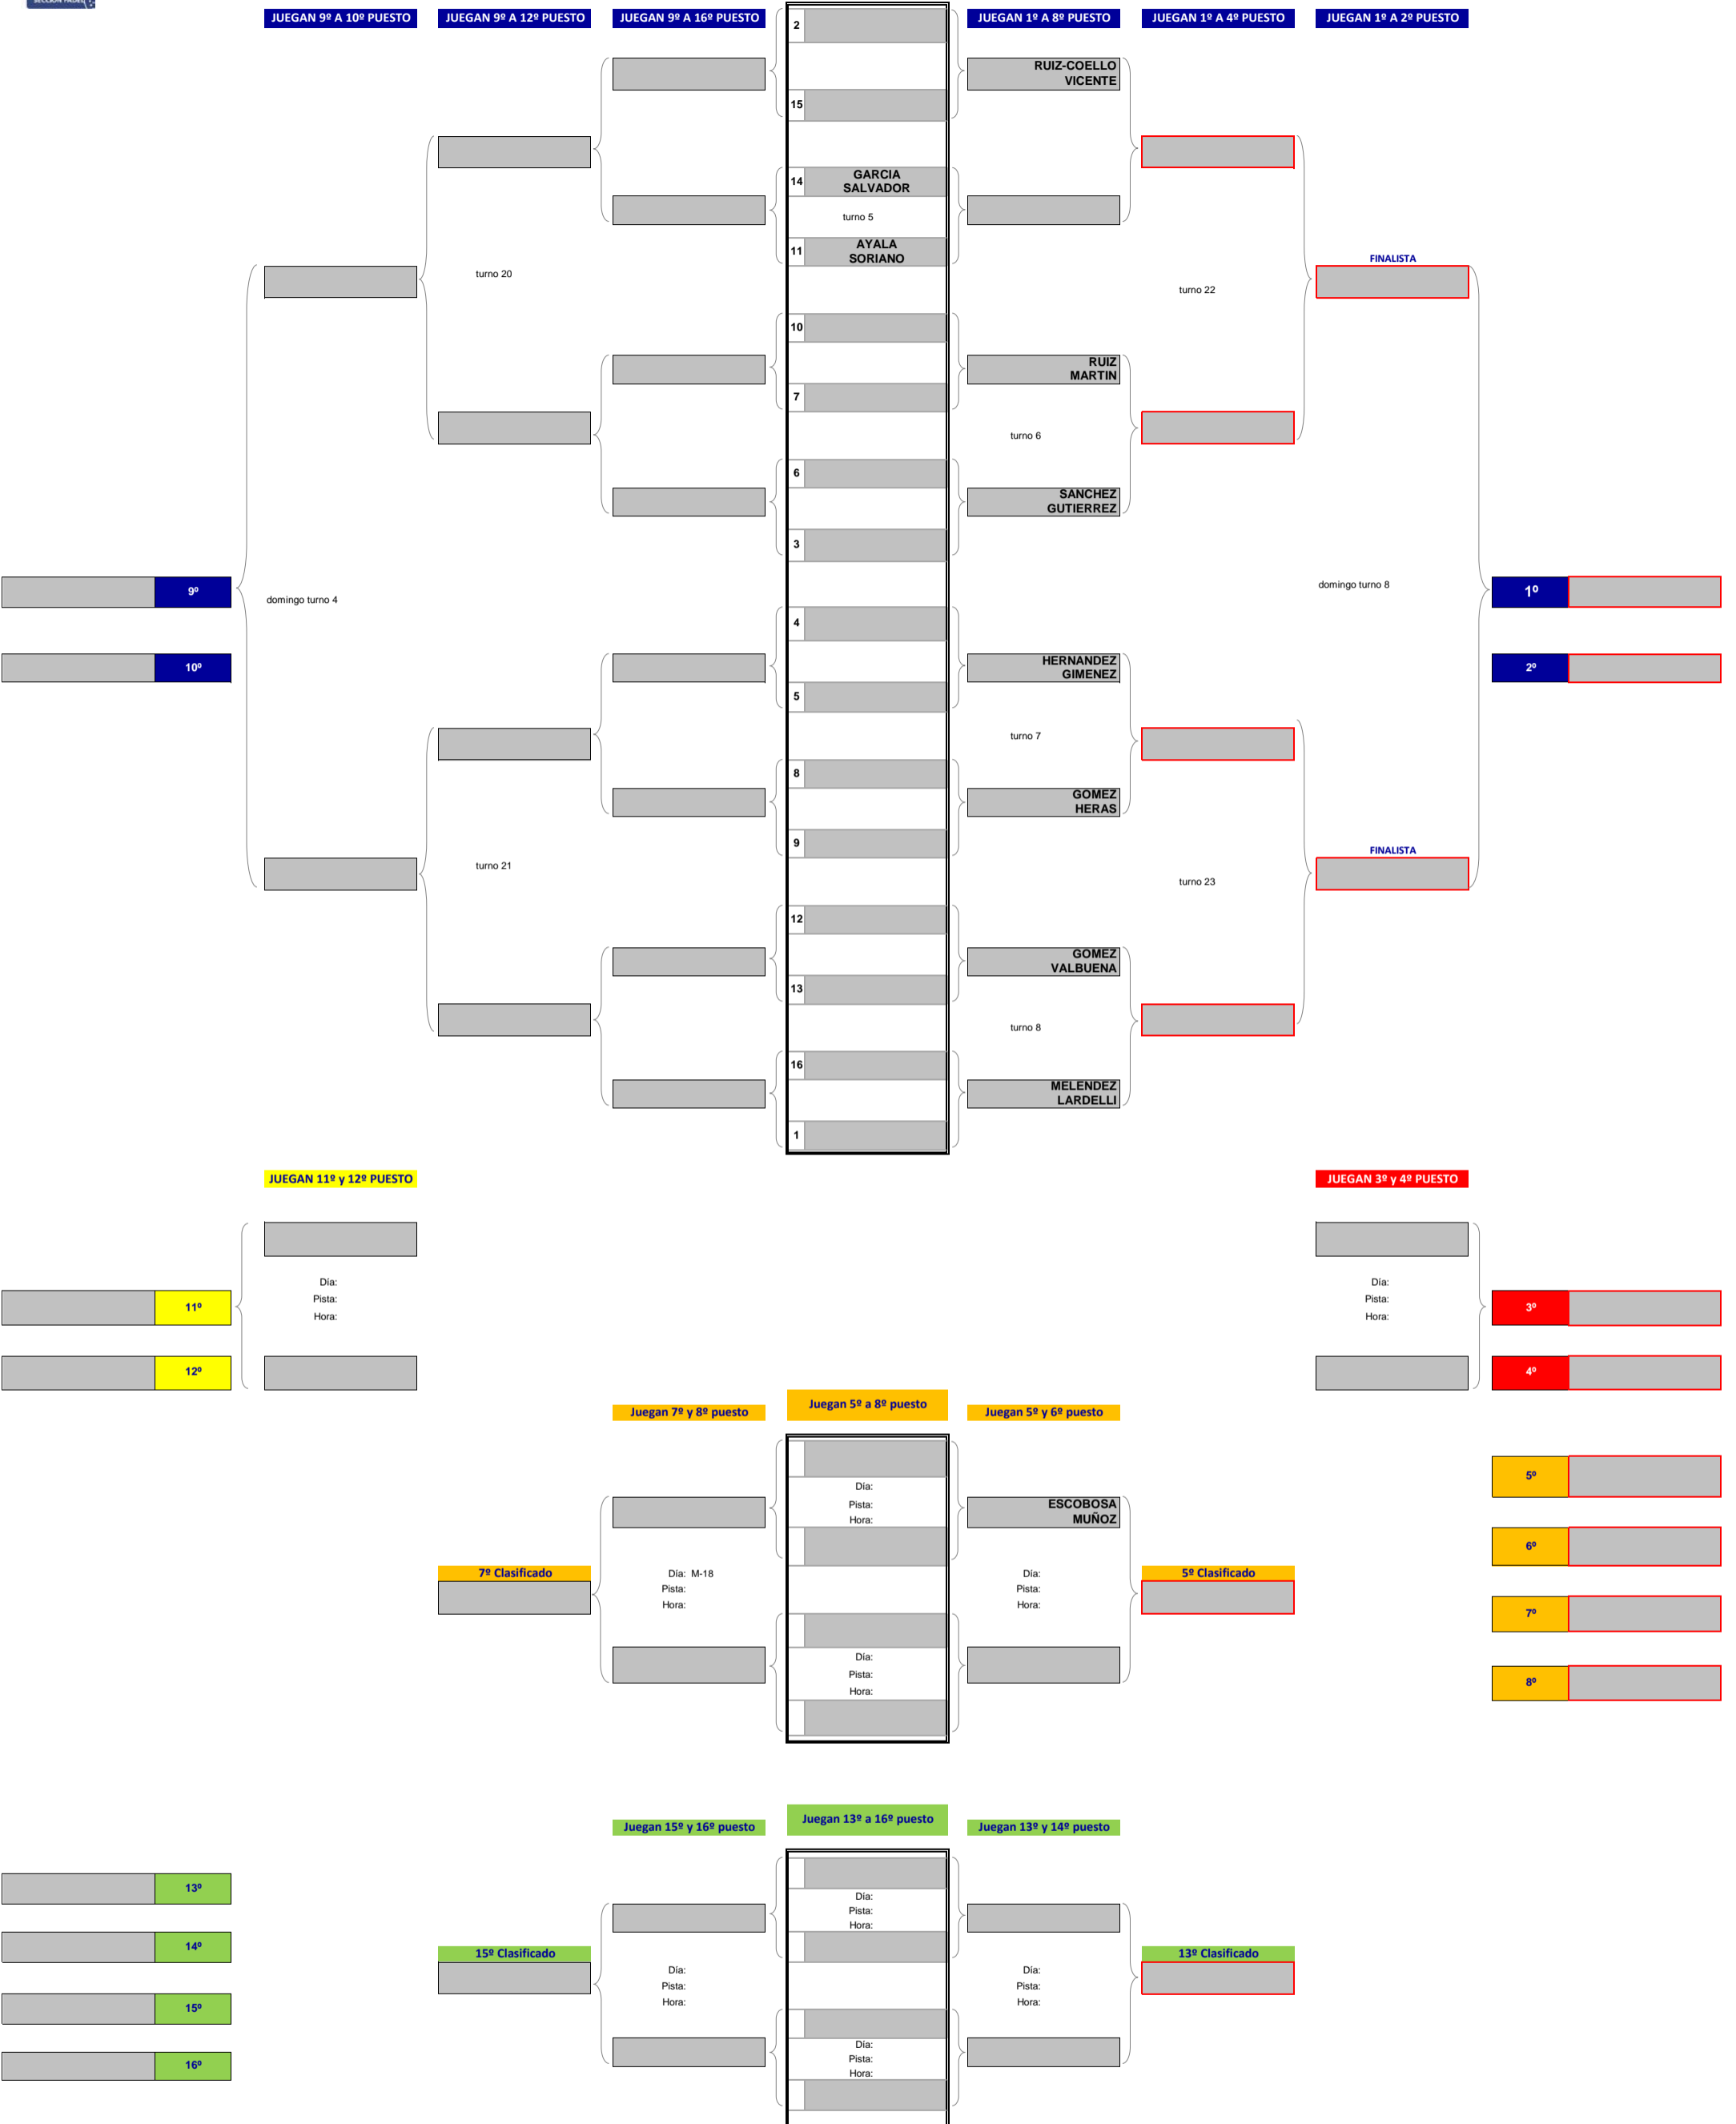 SECCION PADEL
JUEGAN 9º A 10º PUESTO
JUEGAN 9º A 12º PUESTO
JUEGAN 9º A 16º PUESTO
JUEGAN 1º A 8º PUESTO
JUEGAN 1º A 4º PUESTO
JUEGAN 1º A 2º PUESTO
2
RUIZ-COELLO
VICENTE
15
14
GARCIA
SALVADOR
turno 5
11
AYALA
SORIANO
FINALISTA
turno 20
turno 22
10
RUIZ
MARTIN
7
turno 6
6
SANCHEZ
GUTIERREZ
3
9º
domingo turno 4
domingo turno 8
1º
4
10º
HERNANDEZ
GIMENEZ
2º
5
turno 7
8
GOMEZ
HERAS
9
FINALISTA
turno 21
turno 23
12
GOMEZ
VALBUENA
13
turno 8
16
MELENDEZ
LARDELLI
1
JUEGAN 11º y 12º PUESTO
JUEGAN 3º y 4º PUESTO
Día:
Pista:
Hora:
11º
12º
Día:
Pista:
Hora:
3º
4º
Juegan 7º y 8º puesto
Juegan 5º a 8º puesto
Juegan 5º y 6º puesto
Día:
Pista:
Hora:
ESCOBOSA
MUÑOZ
5º
6º
7º Clasificado
Día: M-18
Pista:
Hora:
Día:
Pista:
Hora:
5º Clasificado
7º
Día:
Pista:
Hora:
8º
Juegan 15º y 16º puesto
Juegan 13º a 16º puesto
Juegan 13º y 14º puesto
13º
Día:
Pista:
Hora:
14º
15º Clasificado
13º Clasificado
Día:
Pista:
Hora:
Día:
Pista:
Hora:
15º
Día:
Pista:
Hora:
16º